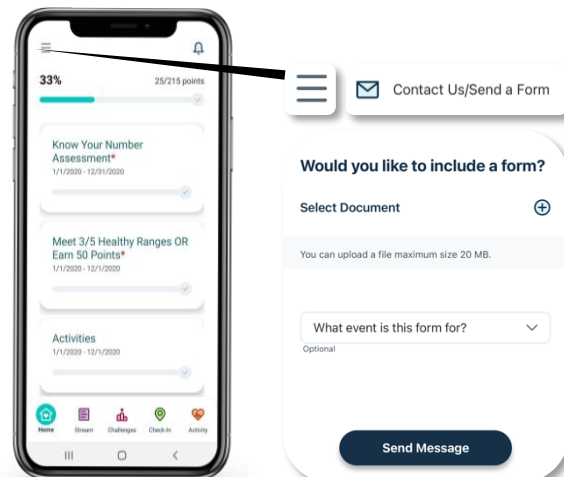 33%
25/215 points
Know Your Number
Assessment*
1/1/2020 - 12/31/2020
Meet 3/5 Healthy Ranges OR
Earn 50 Points*
1/1/2020 - 12/1/2020
Activities
1/1/2020 - 12/1/2020
Home Stream Challenges Check-in Activity
Contact Us/Send a Form
Would you like to include a form?
Select Document
You can upload a file maximum size 20 MB.
What event is this form for?
Optional
Send Message